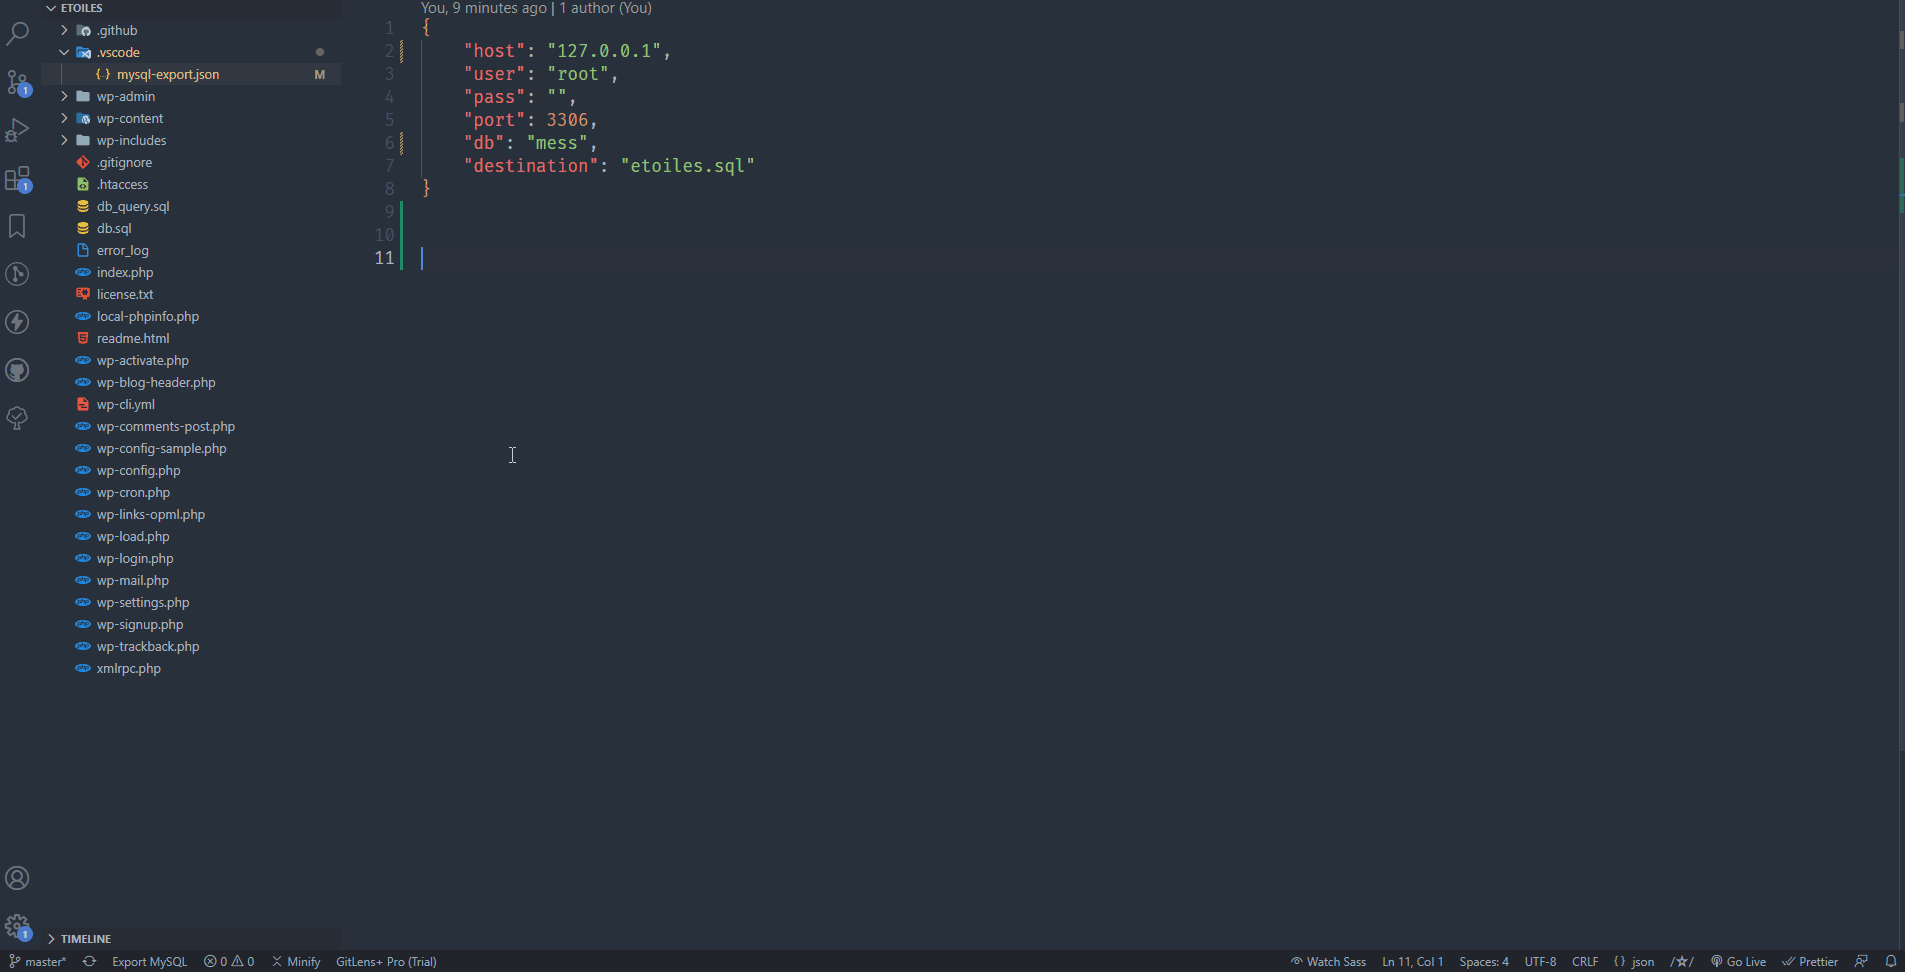 ETOILES
.github
.vscode
mysql-export.json M
wp-admin
wp-content
wp-includes
.gitignore
.htaccess
db_query.sql
db.sql
error_log
index.php
license.txt
local-phpinfo.php
readme.html
wp-activate.php
wp-blog-header.php
wp-cli.yml
wp-comments-post.php
wp-config-sample.php
wp-config.php
wp-cron.php
wp-links-opml.php
wp-load.php
wp-login.php
wp-mail.php
wp-settings.php
wp-signup.php
wp-trackback.php
xmlrpc.php
TIMELINE
1
1
1
You, 9 minutes ago | 1 author (You)
1 {
2 "host": "127.0.0.1",
3 "user": "root",
4 "pass": "",
5 "port": 3306,
6 "db": "mess",
7 "destination": "etoiles.sql"
8 }
9
10
11
master* Export MySQL 0 0 Minify GitLens+ Pro (Trial) Watch Sass Ln 11, Col 1 Spaces: 4 UTF-8 CRLF {} json /☆/ Go Live Prettier